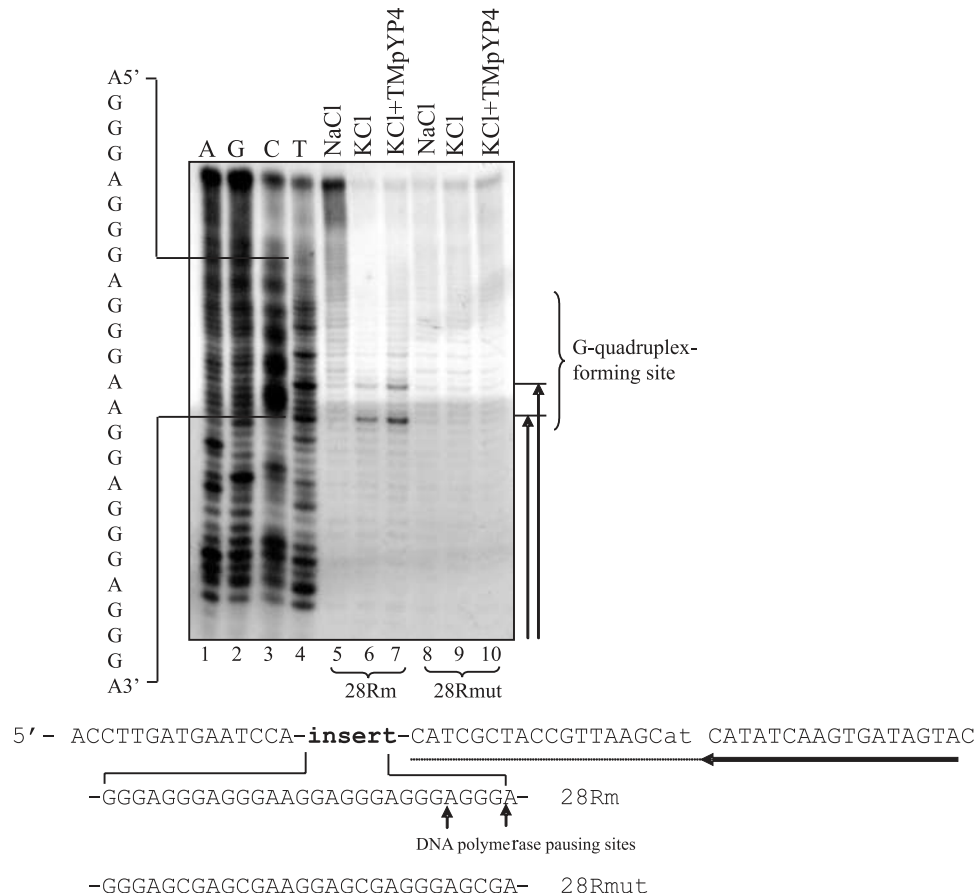 A5’
G
G
G
A
G
G
G
A
G
G
G
A
A
G
G
A
G
G
G
A
G
G
G
A3’
A G C T NaCl KCl KCl+TMpYP4 NaCl KCl KCl+TMpYP4
G-quadruplex-
forming site
1 2 3 4 5 6 7 8 9 10
28Rm 28Rmut
5’- ACCTTGATGAATCCA-insert-CATCGCTACCGTTAAGCat CATATCAAGTGATAGTAC
-GGGAGGGAGGGAAGGAGGGAGGGAGGGA- 28Rm
DNA polymerase pausing sites
-GGGAGCGAGCGAAGGAGCGAGGGAGCGA- 28Rmut